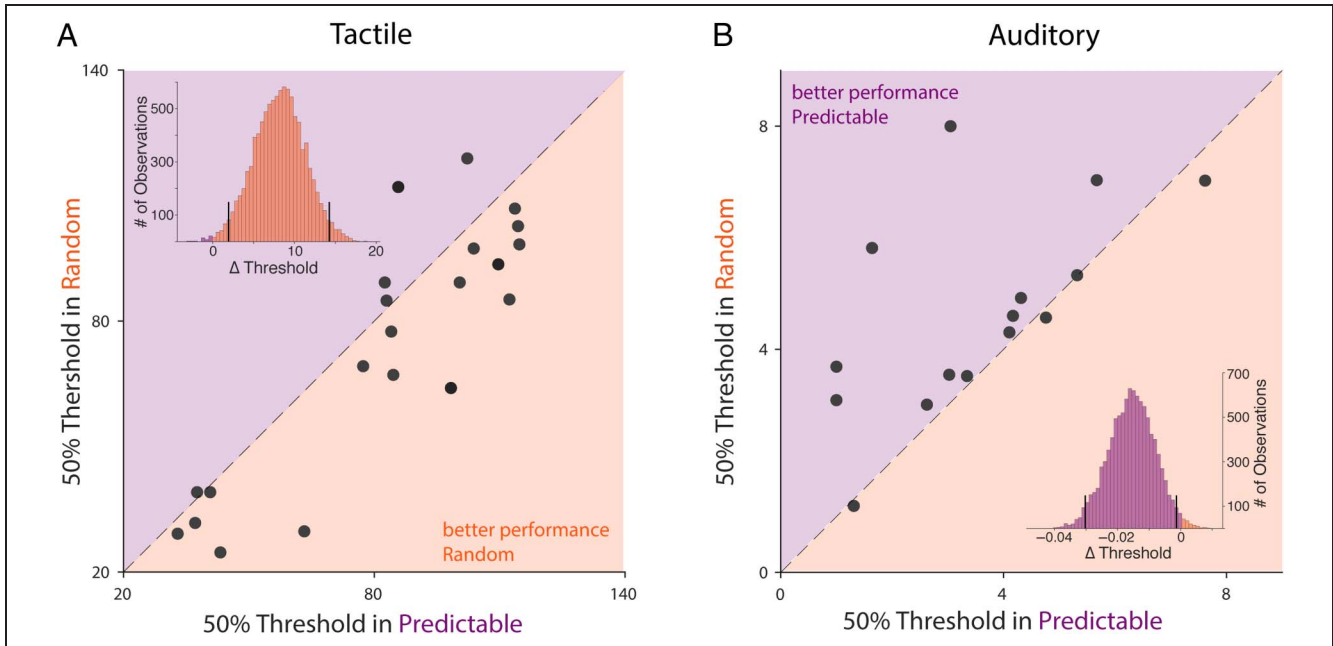 A
Tactile
140
80
20
50% Thershold in Random
500
300
100
# of Observations
0
10
20
Δ Threshold
better performance
Random
20
80
140
50% Threshold in Predictable
B
Auditory
better performance
Predictable
8
4
0
50% Threshold in Random
700
500
300
100
# of Observations
−0.04
−0.02
0
Δ Threshold
0
4
8
50% Threshold in Predictable